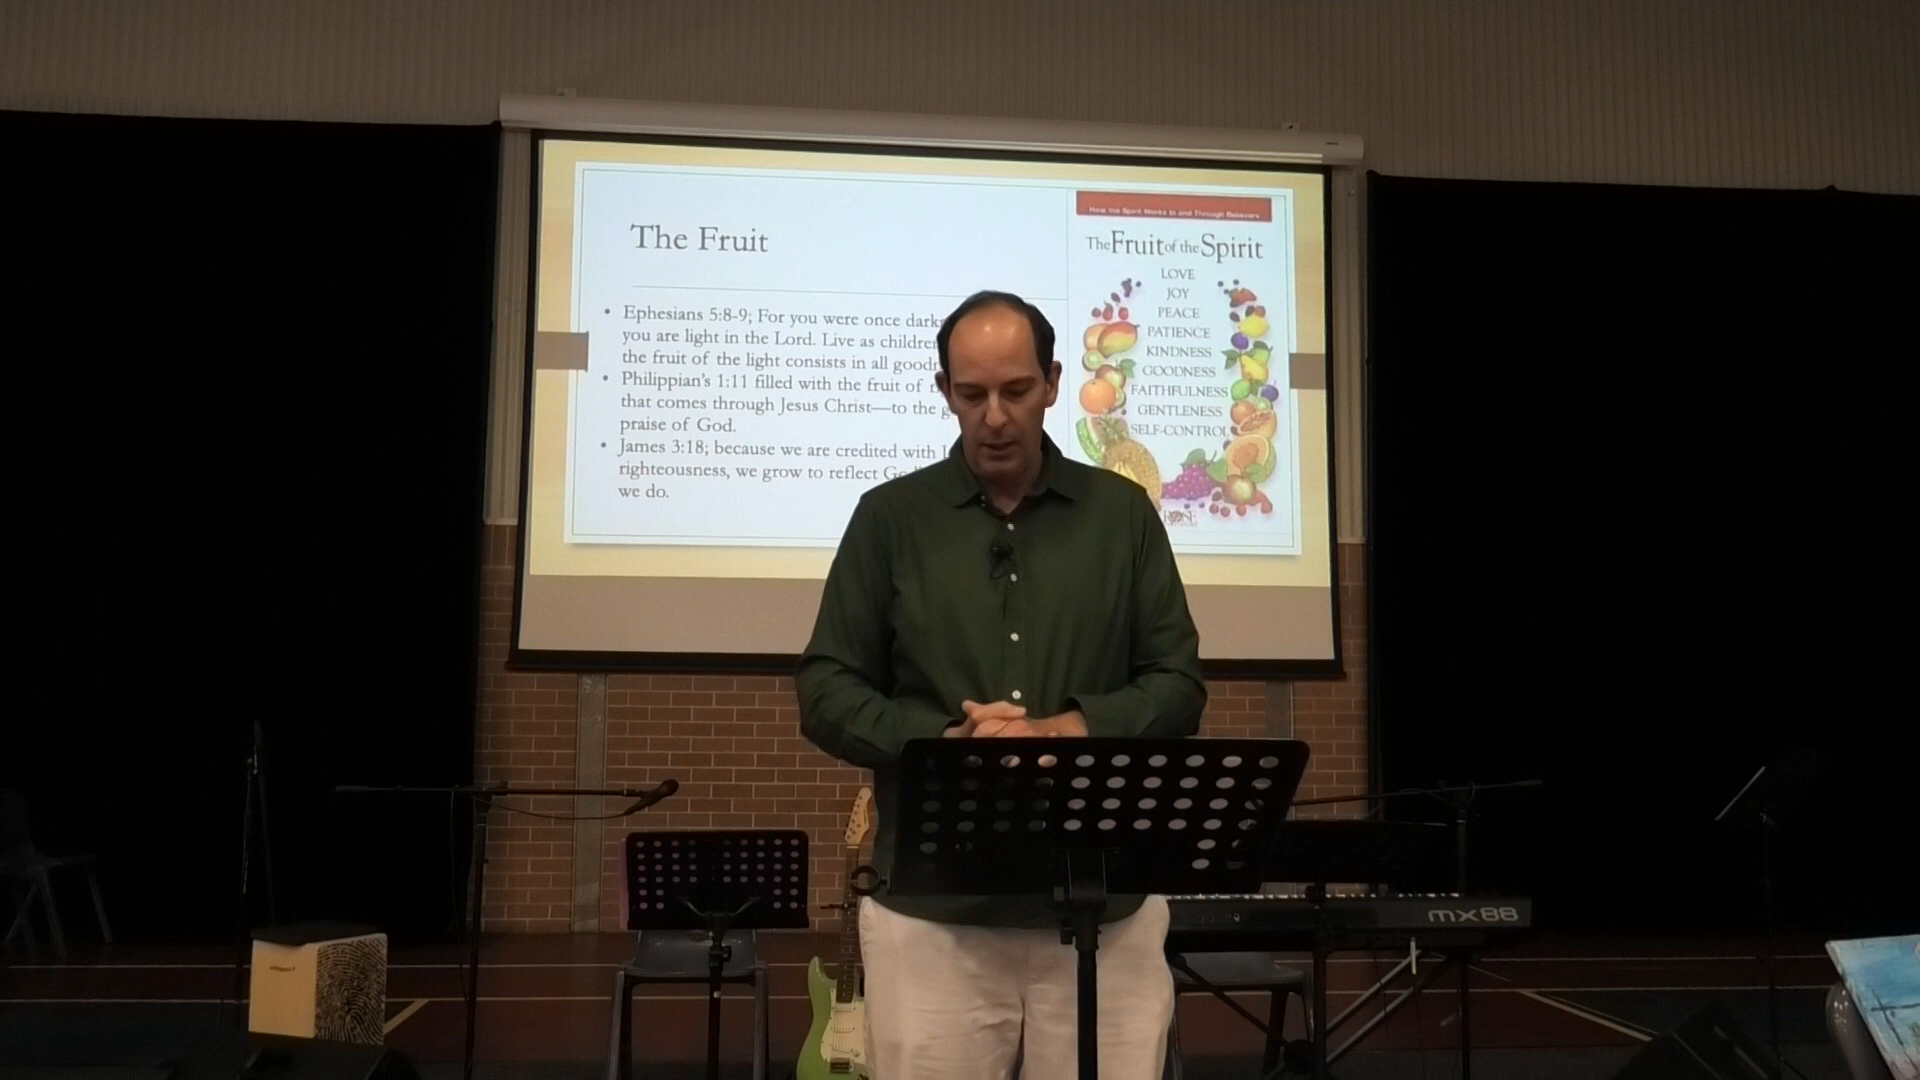 The Fruit
Ephesians 5:8-9; For you were once
you are light in the Lord. Live as
the fruit of the light consists in all
Philippian's 1:11 filled with the fruit of
that comes through Jesus Christ—to the
praise of God.
James 3:18; because we are credited with
righteousness, we grow to reflect
we do.
How the Spirit Works In and Through Believers
The Fruit of the Spirit
LOVE
JOY
PEACE
PATIENCE
KINDNESS
GOODNESS
FAITHFULNESS
GENTLENESS
SELF-CONTROL
MX88